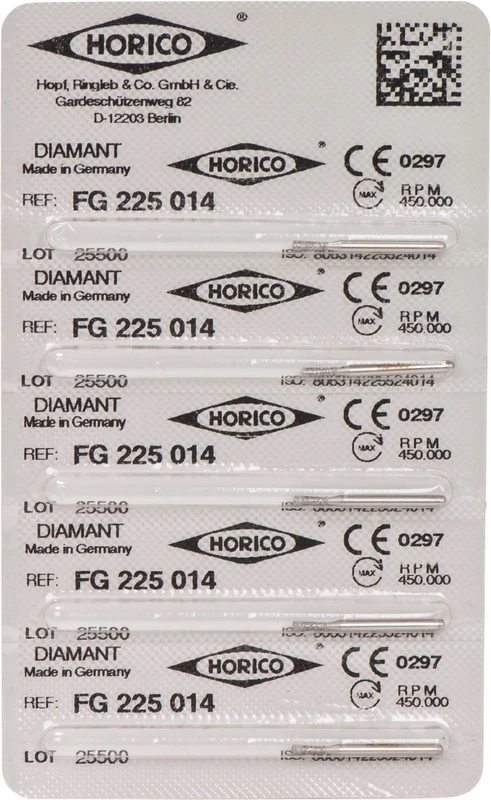 HORICO ®
Hopf, Ringleb & Co. GmbH & Cie.
Gardeschützenweg 82
D-12203 Berlin
DIAMANT HORICO ® CE 0297
Made in Germany
REF: FG 225 014 MAX RPM 450.000
LOT 25500 ISO: 806314225524014
DIAMANT HORICO ® CE 0297
Made in Germany
REF: FG 225 014 MAX RPM 450.000
LOT 25500 ISO: 806314225524014
DIAMANT HORICO ® CE 0297
Made in Germany
REF: FG 225 014 MAX RPM 450.000
LOT 25500
DIAMANT HORICO ® CE 0297
Made in Germany
REF: FG 225 014 MAX RPM 450.000
LOT 25500
DIAMANT HORICO ® CE 0297
Made in Germany
REF: FG 225 014 MAX RPM 450.000
LOT 25500